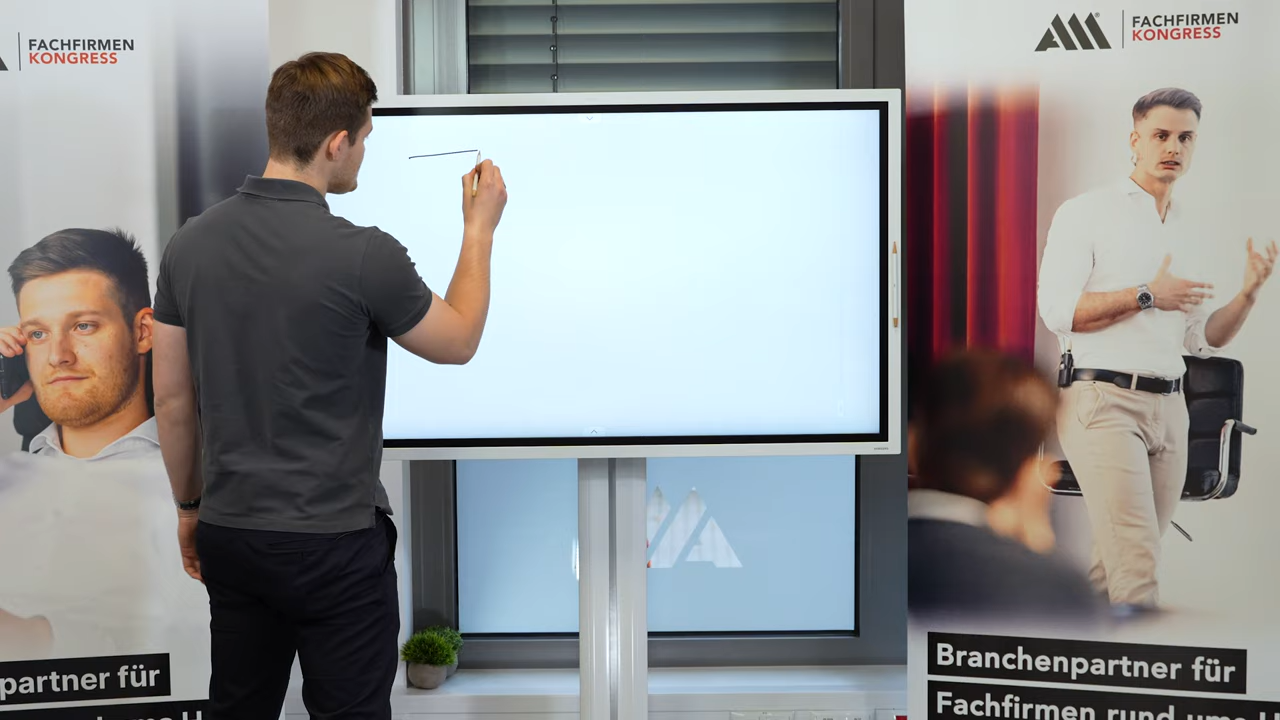 FACHFIRMEN
KONGRESS
partner für
FACHFIRMEN
KONGRESS
Branchenpartner für
Fachfirmen rund ums